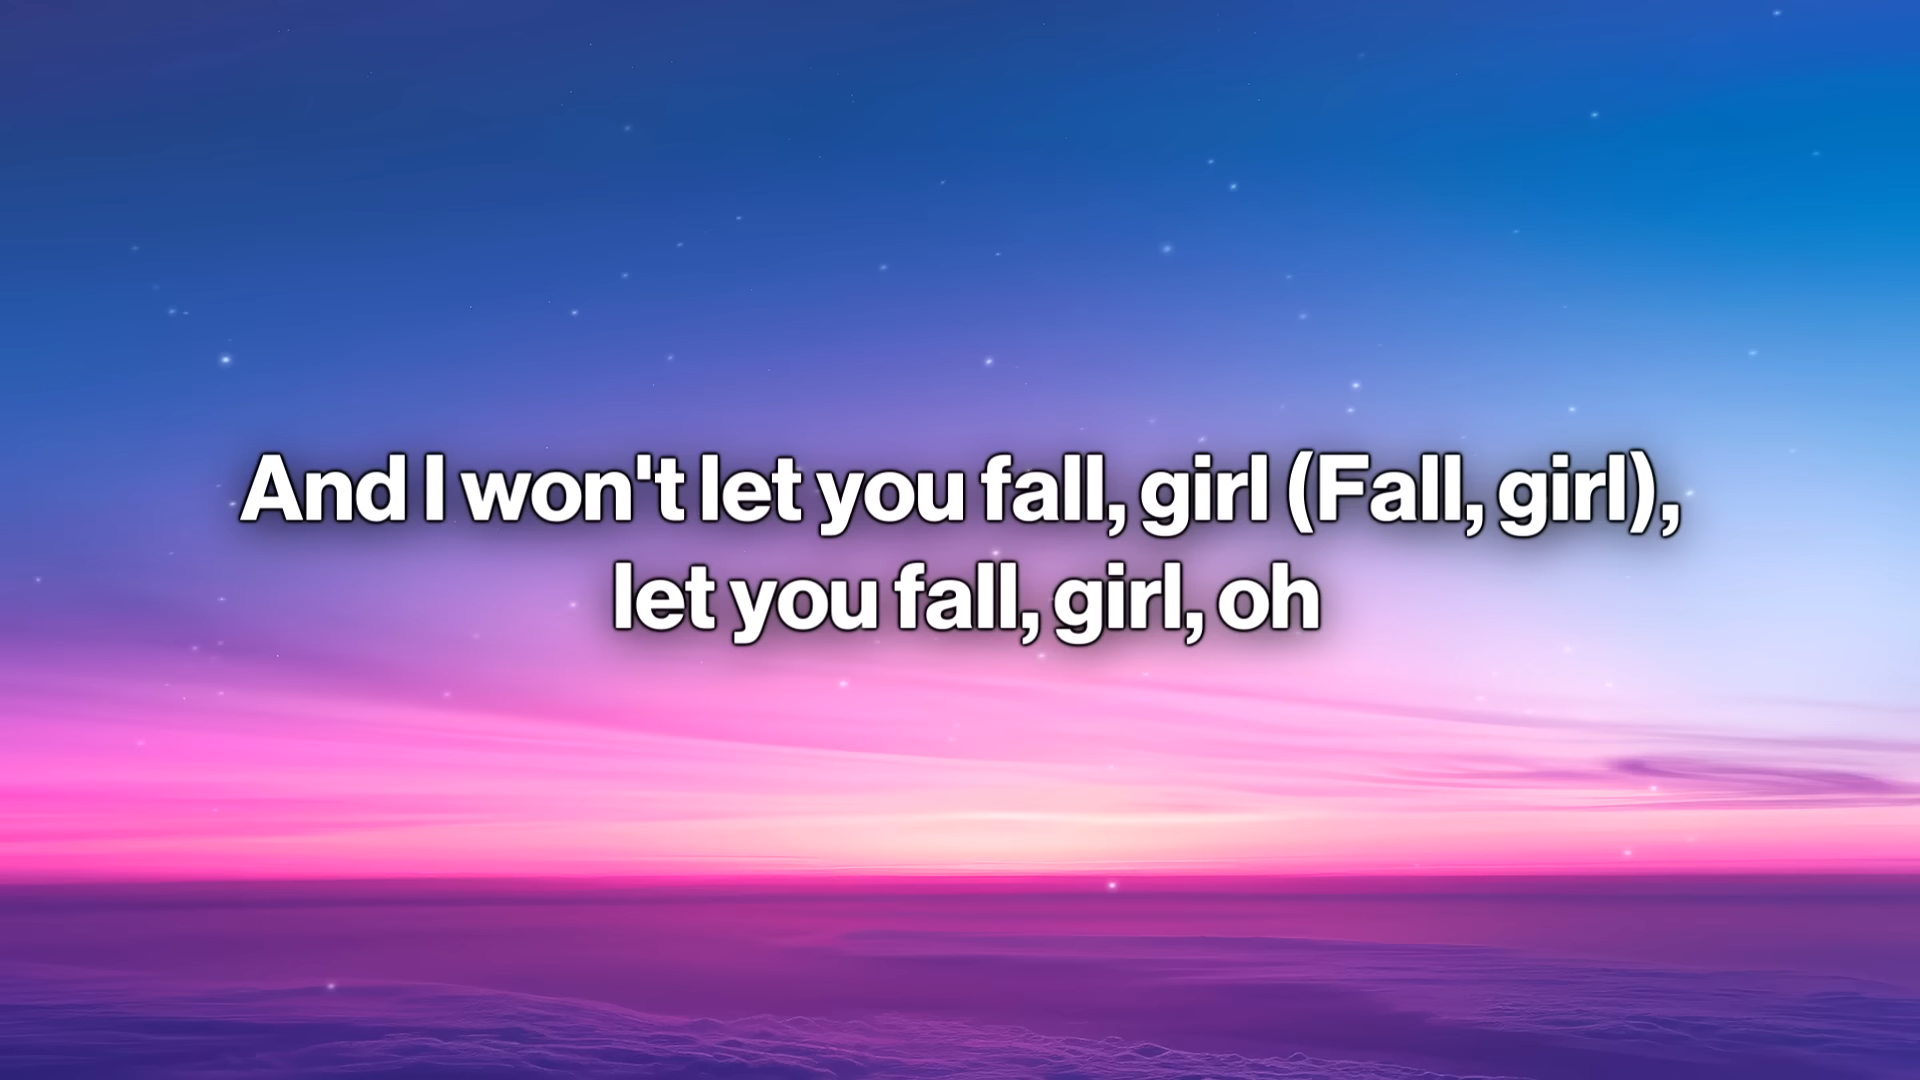 And I won't let you fall, girl (Fall, girl),
let you fall, girl, oh